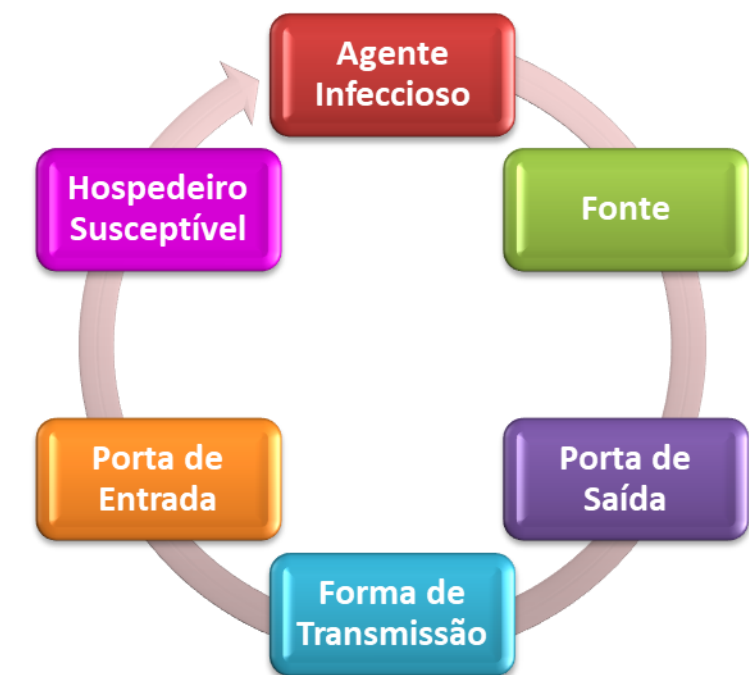 Agente
Infeccioso
Fonte
Porta de
Saída
Forma de
Transmissão
Porta de
Entrada
Hospedeiro
Susceptível